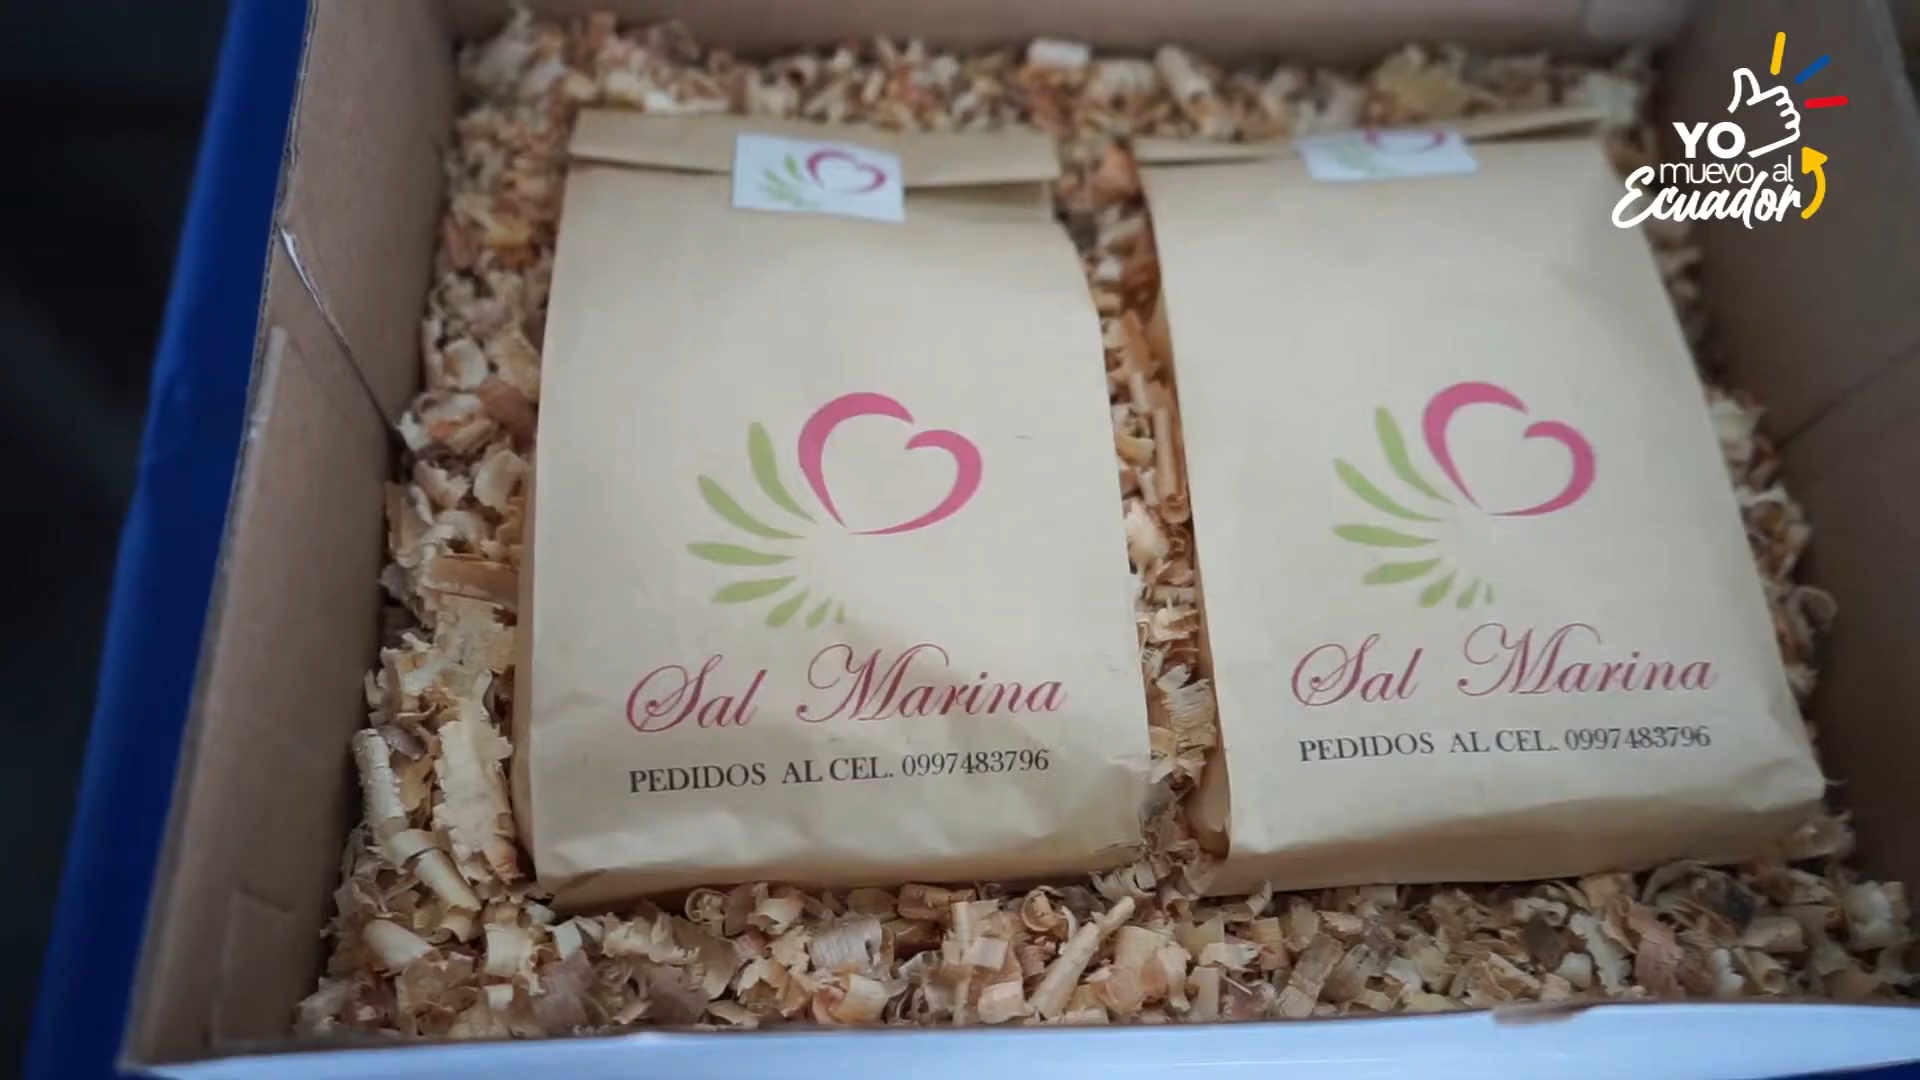 YO
muevo al
Ecuador
Sal Marina
PEDIDOS AL CEL. 0997483796
Sal Marina
PEDIDOS AL CEL. 0997483796